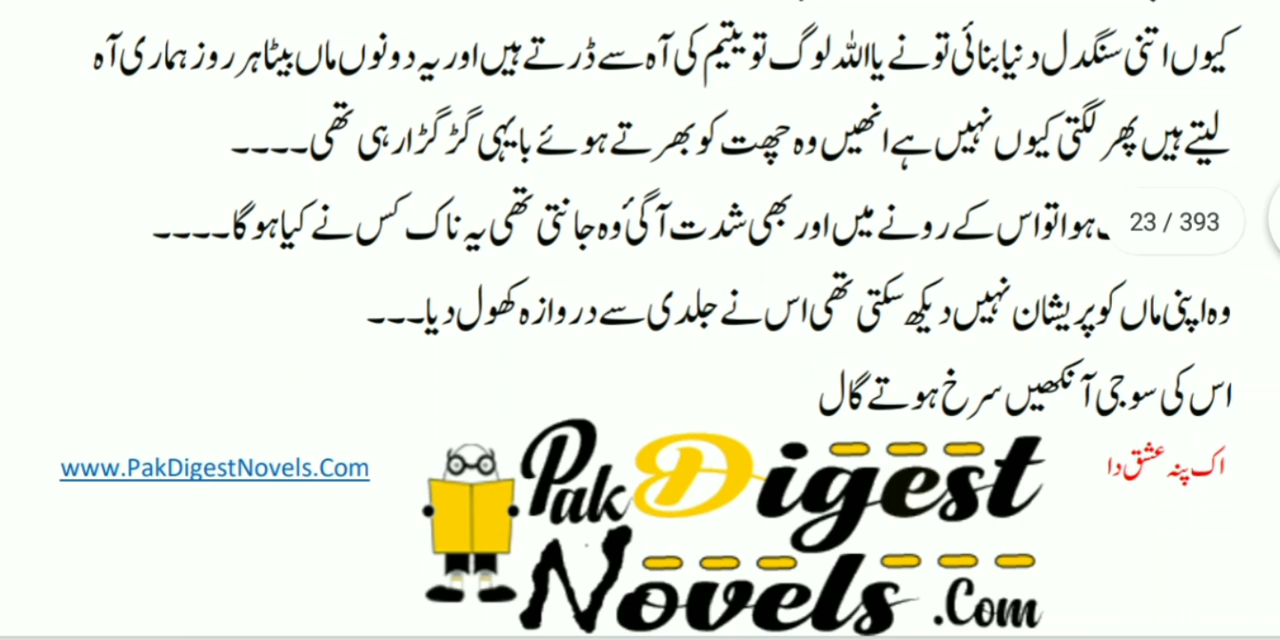 کیوں اتنی سنگدل دنیا بنائی تو نے یا اللہ لوگ تو یتیم کی آہ سے ڈرتے ہیں اور یہ دونوں ماں بیٹا ہر روز ہماری آہ
لیتے ہیں پھر لگتی کیوں نہیں ہے انھیں وہ چھت کو بھرتے ہوئے با یہی گڑگڑا رہی تھی۔۔۔۔
ہوا تو اس کے رونے میں اور بھی شدت آگئ وہ جانتی تھی یہ ناک کس نے کیا ہوگا۔۔۔۔
23 / 393
وہ اپنی ماں کو پریشان نہیں دیکھ سکتی تھی اس نے جلدی سے دروازہ کھول دیا۔۔۔
اس کی سوجی آنکھیں سرخ ہوتے گال
اک پنہ عشق دا
www.PakDigestNovels.Com
Pak Digest
Novels.Com